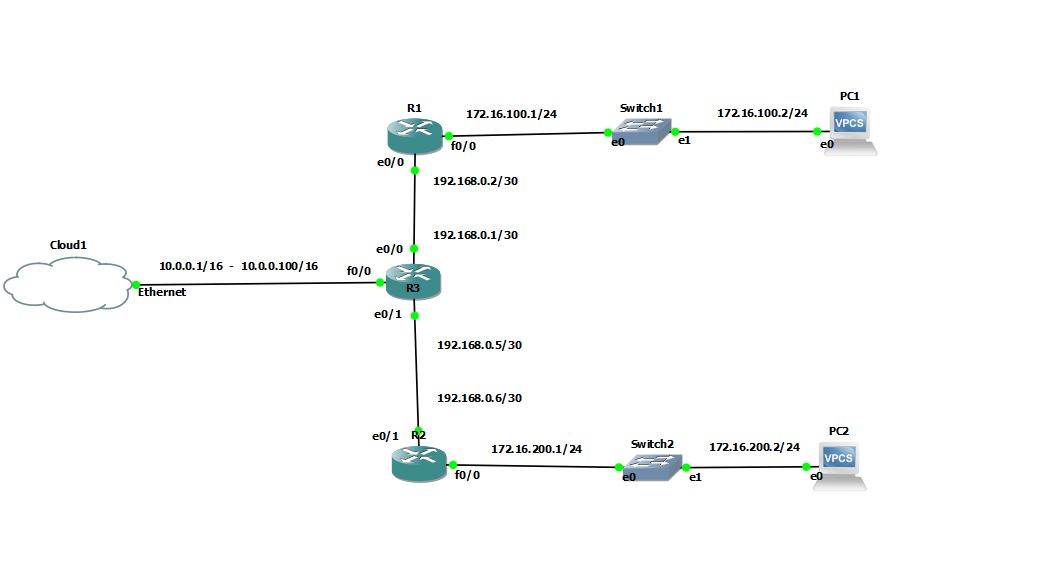 PC1
R1
Switch1
172.16.100.1/24
172.16.100.2/24
VPCS
e0/0
f0/0
e0
e1
e0
192.168.0.2/30
192.168.0.1/30
Cloud1
e0/0
10.0.0.1/16 - 10.0.0.100/16
f0/0
R3
Ethernet
e0/1
192.168.0.5/30
192.168.0.6/30
PC2
e0/1
R2
172.16.200.1/24
Switch2
172.16.200.2/24
VPCS
f0/0
e0
e1
e0